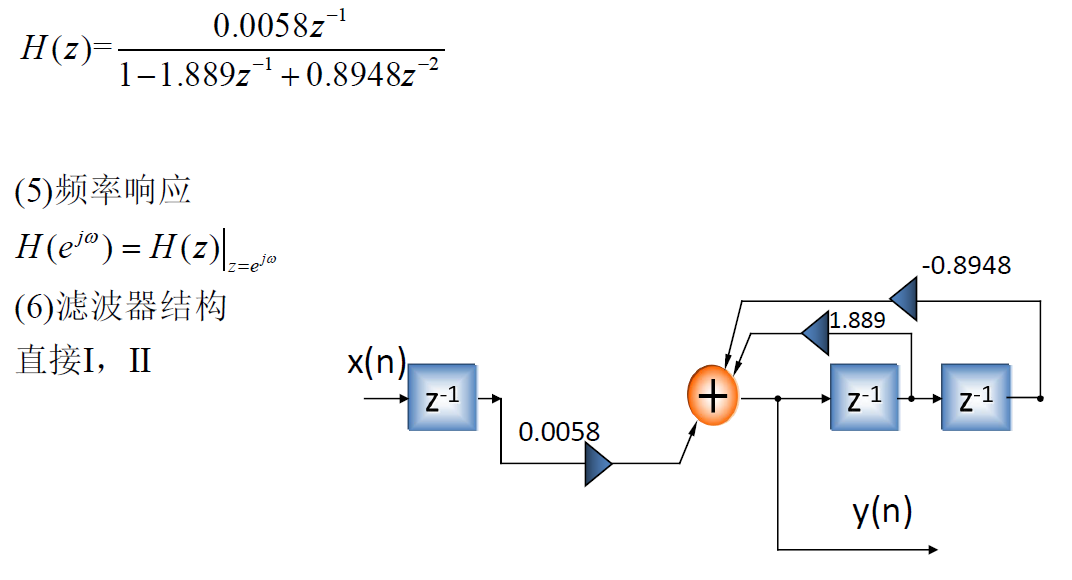 H(z)=0.0058z⁻¹/(1−1.889z⁻¹+0.8948z⁻²)
(5)频率响应
H(e^{jω})=H(z)|_{z=e^{jω}}
(6)滤波器结构
直接I，II
-0.8948
1.889
x(n)
z⁻¹
+
z⁻¹
z⁻¹
0.0058
y(n)